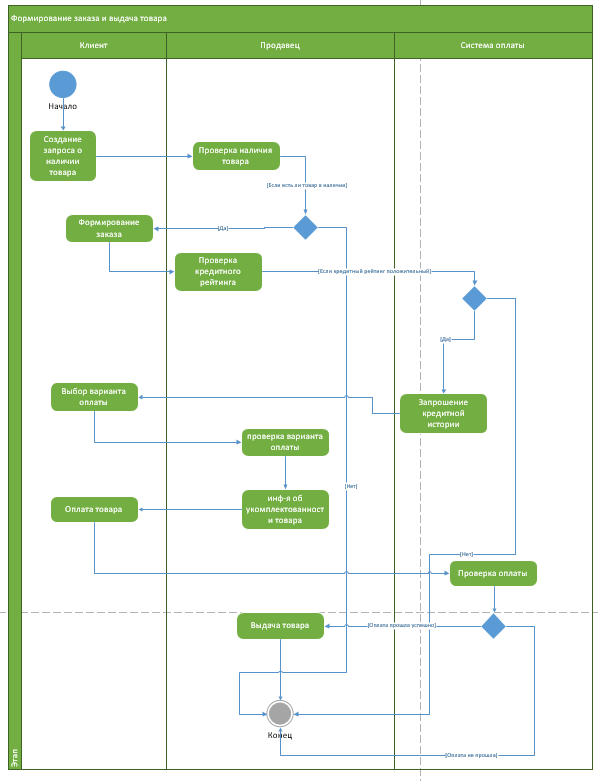 Формирование заказа и выдача товара
Клиент
Продавец
Система оплаты
Начало
Создание
запроса о
наличии
товара
Проверка наличия
товара
[Если есть ли товар в наличие]
Формирование
заказа
[Да]
Проверка
кредитного
рейтинга
[Если кредитный рейтинг положительный]
[Да]
Выбор варианта
оплаты
Запрошение
кредитной
истории
проверка варианта
оплаты
[Нет]
Оплата товара
инф-я об
укомплектованност
и товара
[Нет]
Проверка оплаты
Выдача товара
[Оплата прошла успешно]
Конец
[Оплата не прошла]
Этап